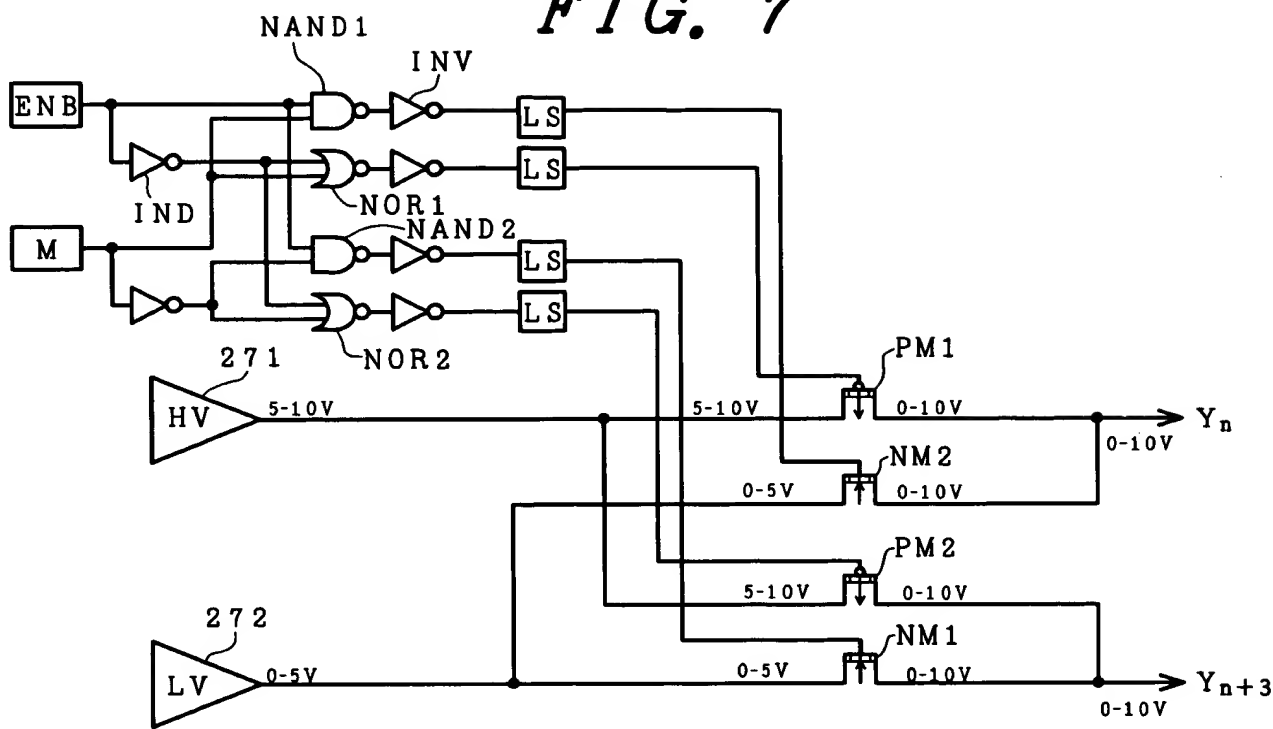 FIG. 7
NAND1
INV
ENB
LS
LS
IND
NOR1
NAND2
M
LS
LS
NOR2
271
PM1
HV
5-10V
5-10V
0-10V
Yn
0-10V
NM2
0-5V
0-10V
PM2
5-10V
0-10V
272
NM1
LV
0-5V
0-5V
0-10V
Yn+3
0-10V